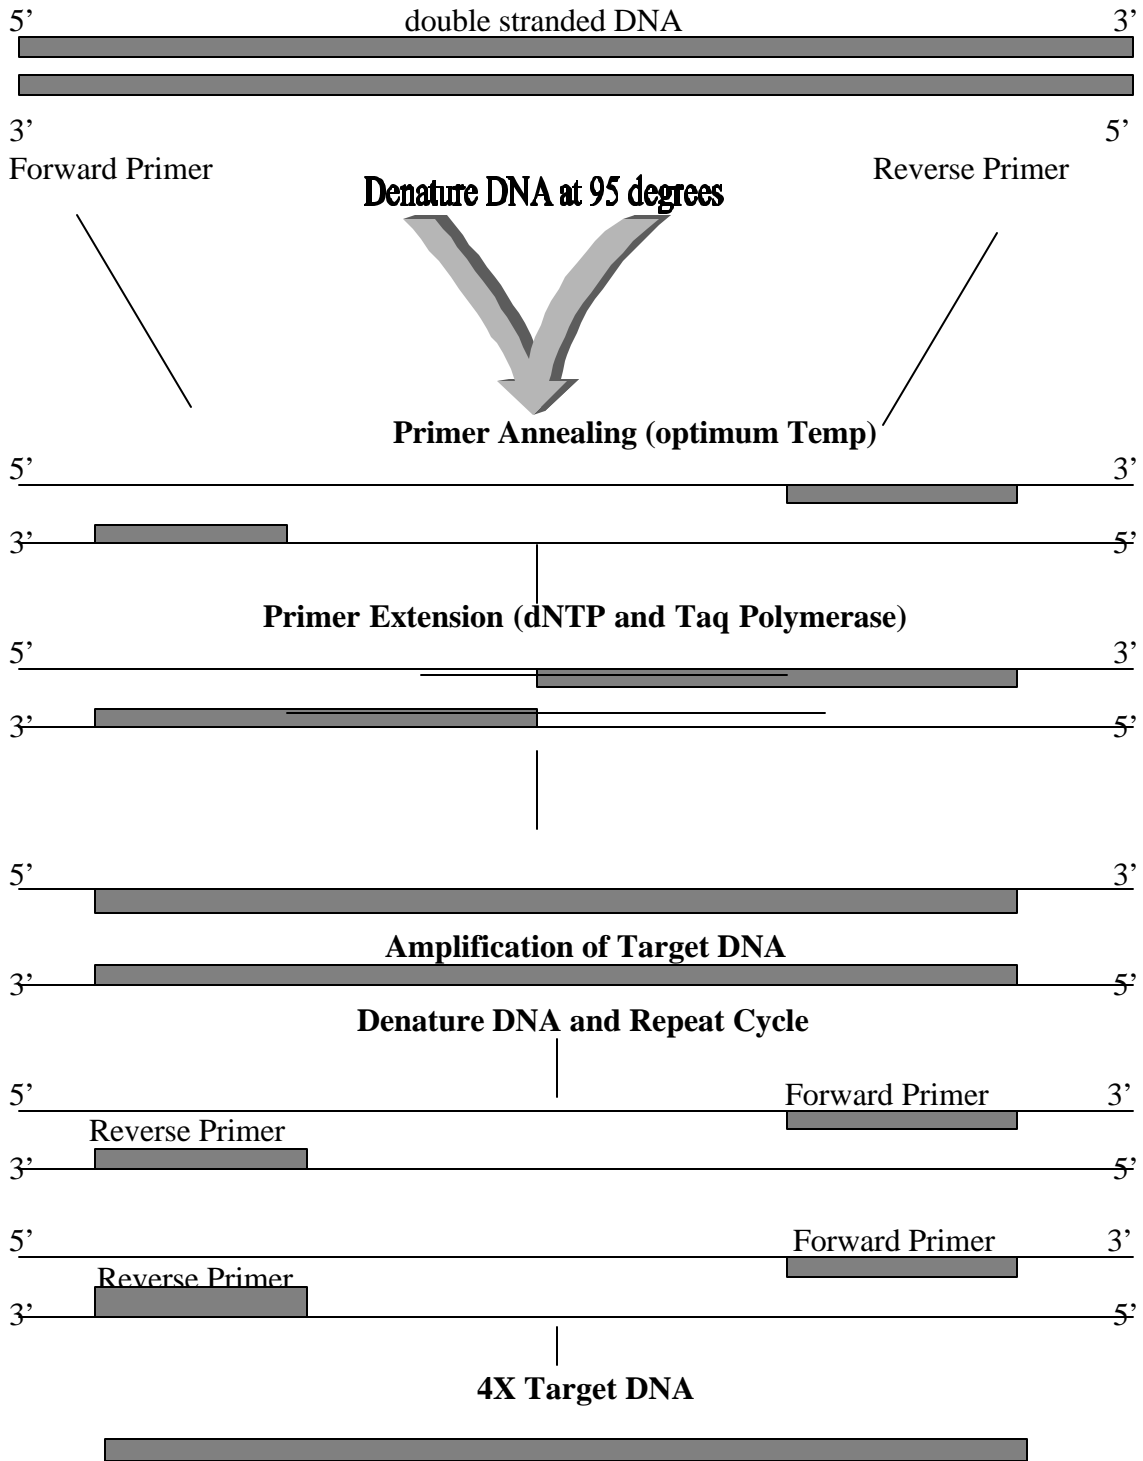 5’ double stranded DNA 3’
3’ 5’
Forward Primer Reverse Primer
Denature DNA at 95 degrees
Primer Annealing (optimum Temp)
5’ 3’
3’ 5’
Primer Extension (dNTP and Taq Polymerase)
5’ 3’
3’ 5’
5’ 3’
Amplification of Target DNA
3’ 5’
Denature DNA and Repeat Cycle
5’ Forward Primer 3’
Reverse Primer
3’ 5’
5’ Forward Primer 3’
Reverse Primer
3’ 5’
4X Target DNA